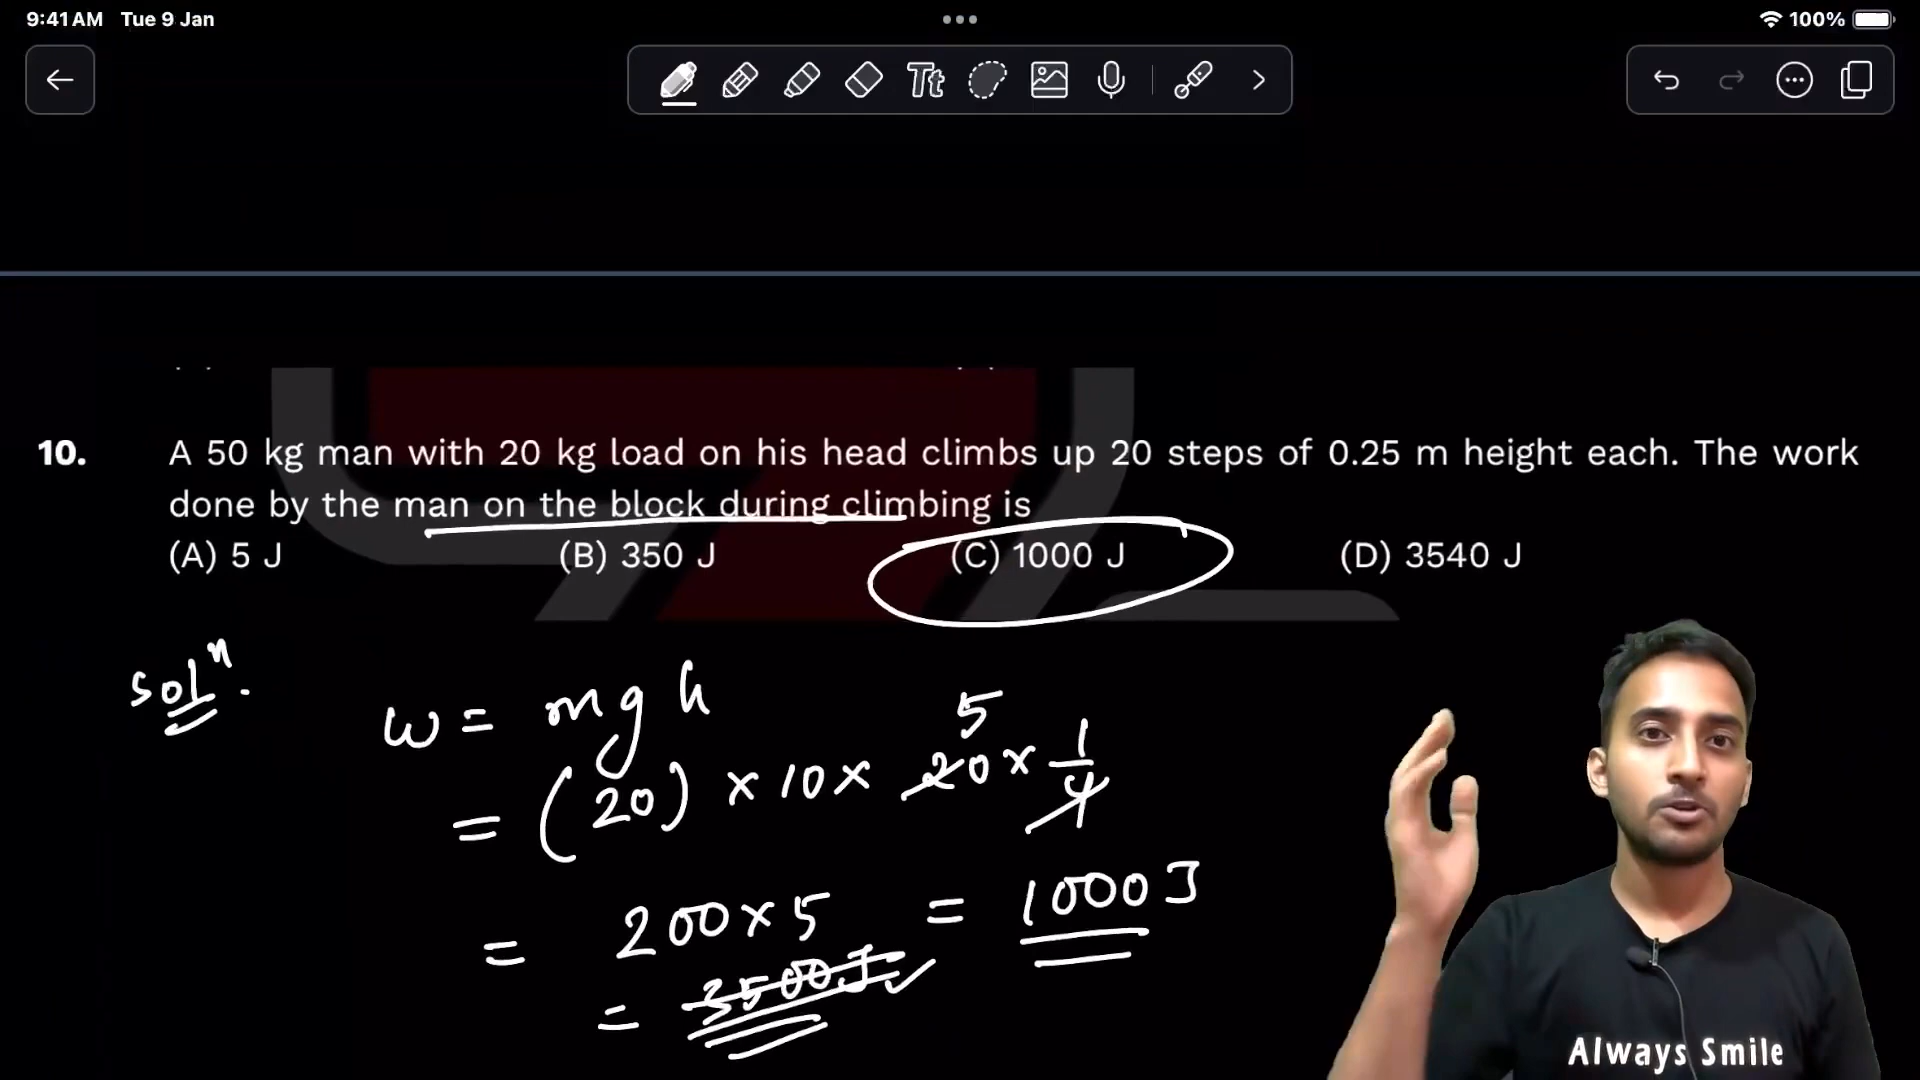 9:41 AM Tue 9 Jan
100%
Tt
10. A 50 kg man with 20 kg load on his head climbs up 20 steps of 0.25 m height each. The work
done by the man on the block during climbing is
(A) 5 J (B) 350 J (C) 1000 J (D) 3540 J
Solⁿ.
W = mgh
5
= (20) × 10 × 20 × 1/4
= 200 × 5 = 1000 J
= 3500 J
Always Smile